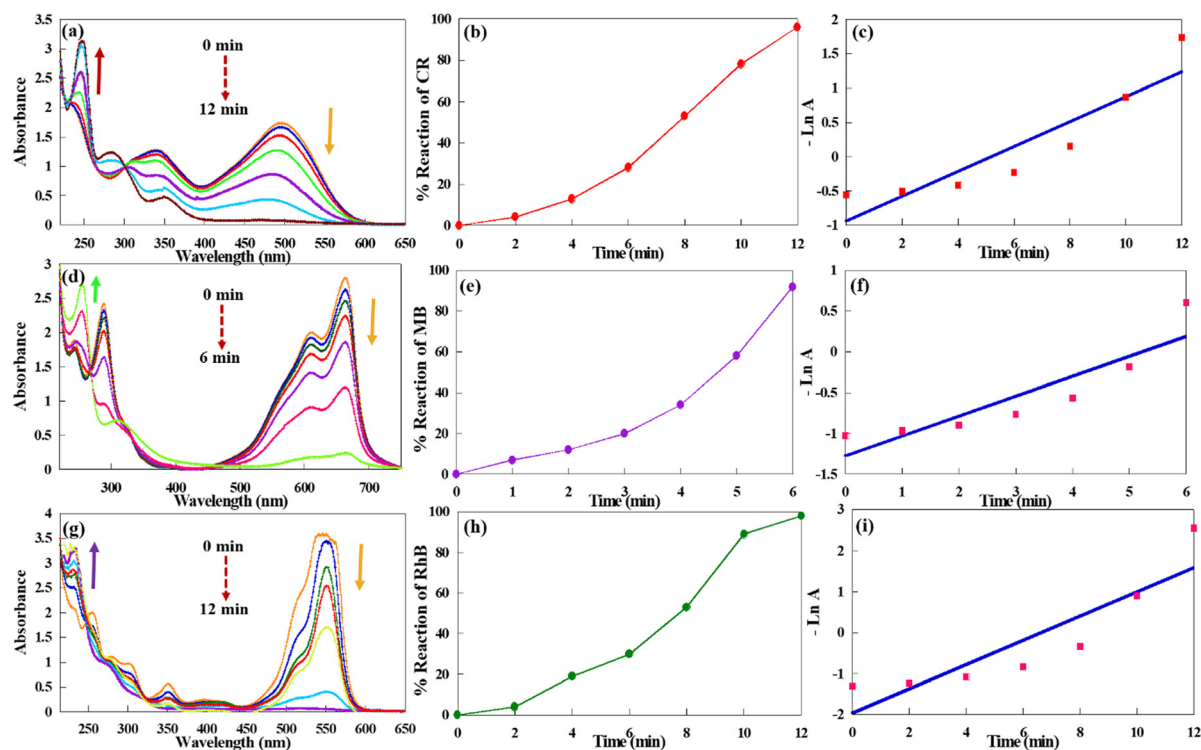 (a)
3.5
3
2.5
2
1.5
1
0.5
0
Absorbance
0 min
12 min
250 300 350 400 450 500 550 600 650
Wavelength (nm)
(b)
100
80
60
40
20
0
% Reaction of CR
0 2 4 6 8 10 12
Time (min)
(c)
2
1.5
1
0.5
0
-0.5
-1
- Ln A
0 2 4 6 8 10 12
Time (min)
(d)
3
2.5
2
1.5
1
0.5
0
Absorbance
0 min
6 min
300 400 500 600 700
Wavelength (nm)
(e)
100
80
60
40
20
0
% Reaction of MB
0 1 2 3 4 5 6
Time (min)
(f)
1
0.5
0
-0.5
-1
-1.5
- Ln A
0 1 2 3 4 5 6
Time (min)
(g)
4
3.5
3
2.5
2
1.5
1
0.5
0
Absorbance
0 min
12 min
250 300 350 400 450 500 550 600 650
Wavelength (nm)
(h)
100
80
60
40
20
0
% Reaction of RhB
0 2 4 6 8 10 12
Time (min)
(i)
3
2
1
0
-1
-2
- Ln A
0 2 4 6 8 10 12
Time (min)